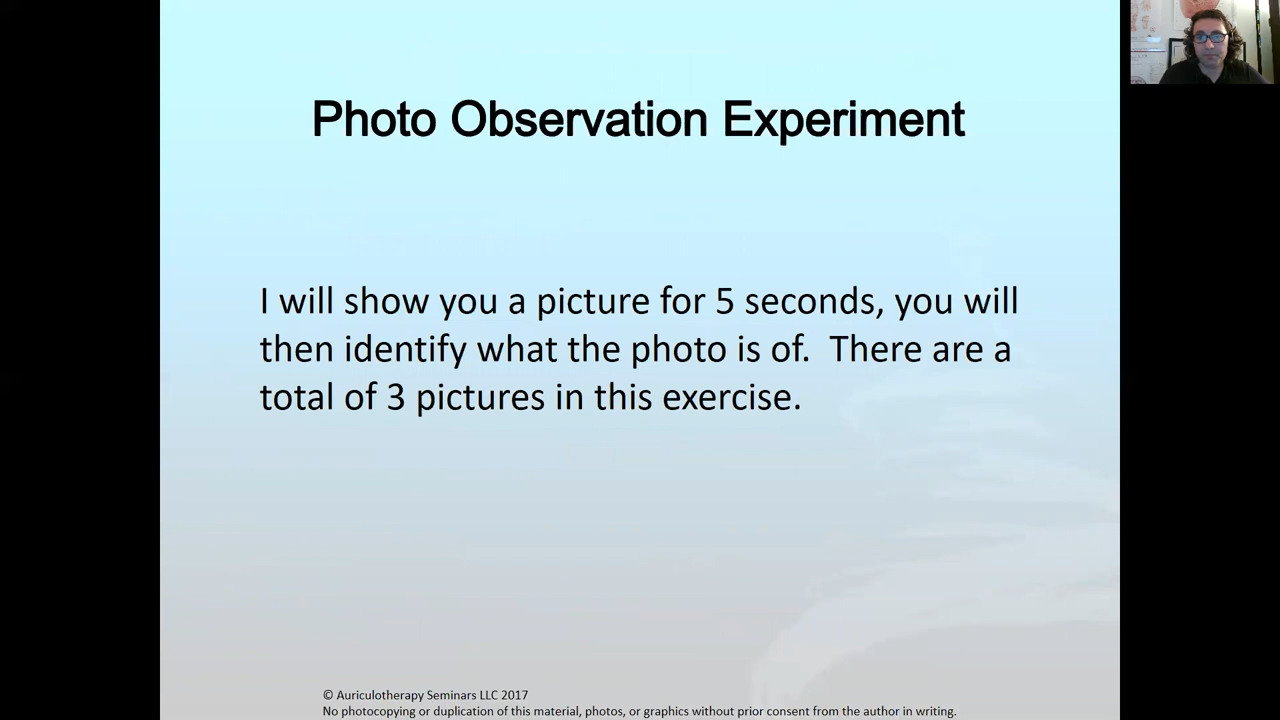 Photo Observation Experiment
I will show you a picture for 5 seconds, you will
then identify what the photo is of.  There are a
total of 3 pictures in this exercise.
© Auriculotherapy Seminars LLC 2017
No photocopying or duplication of this material, photos, or graphics without prior consent from the author in writing.